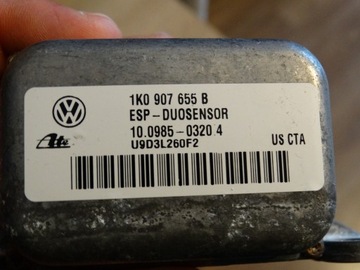 1K0 907 655 B
ESP-DUOSENSOR
10.0985-0320 4
U9D3L260F2
US CTA
Ate